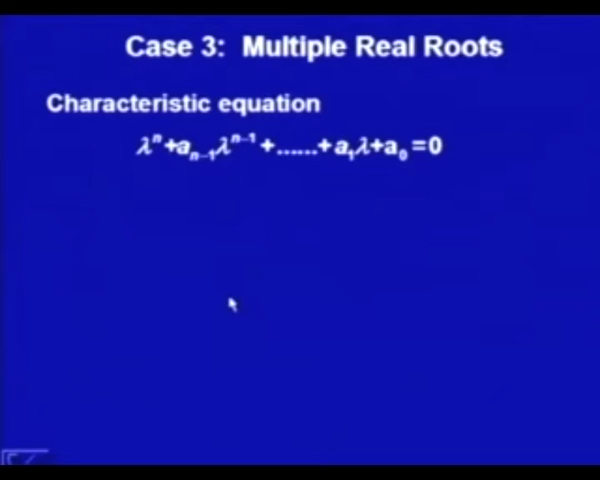 Case 3: Multiple Real Roots
Characteristic equation
λⁿ+aₙ₋₁λⁿ⁻¹+......+a₁λ+a₀=0